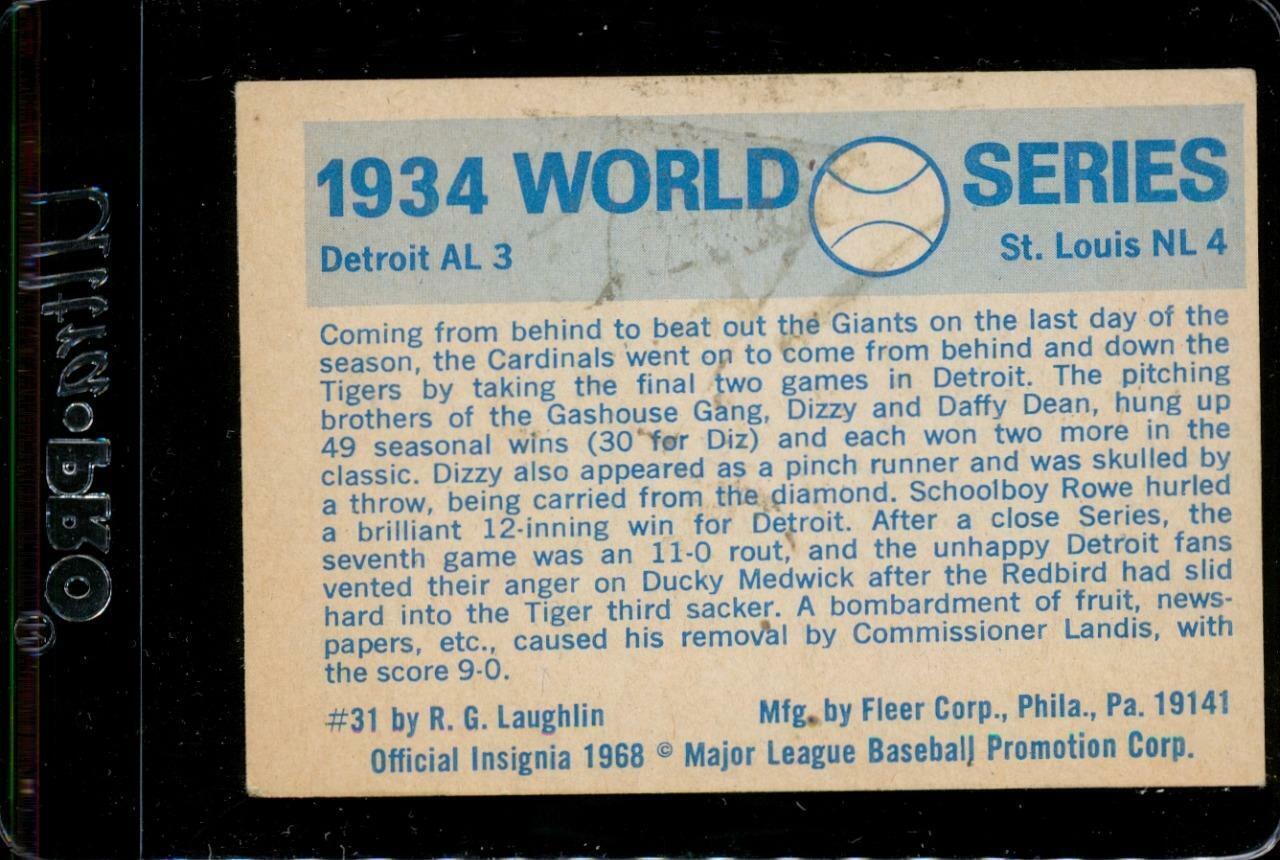 1934 WORLD SERIES
Detroit AL 3 St. Louis NL 4
Coming from behind to beat out the Giants on the last day of the
season, the Cardinals went on to come from behind and down the
Tigers by taking the final two games in Detroit. The pitching
brothers of the Gashouse Gang, Dizzy and Daffy Dean, hung up
49 seasonal wins (30 for Diz) and each won two more in the
classic. Dizzy also appeared as a pinch runner and was skulled by
a throw, being carried from the diamond. Schoolboy Rowe hurled
a brilliant 12-inning win for Detroit. After a close Series, the
seventh game was an 11-0 rout, and the unhappy Detroit fans
vented their anger on Ducky Medwick after the Redbird had slid
hard into the Tiger third sacker. A bombardment of fruit, news-
papers, etc., caused his removal by Commissioner Landis, with
the score 9-0.
#31 by R. G. Laughlin Mfg. by Fleer Corp., Phila., Pa. 19141
Official Insignia 1968 © Major League Baseball Promotion Corp.
ultra·PRO®